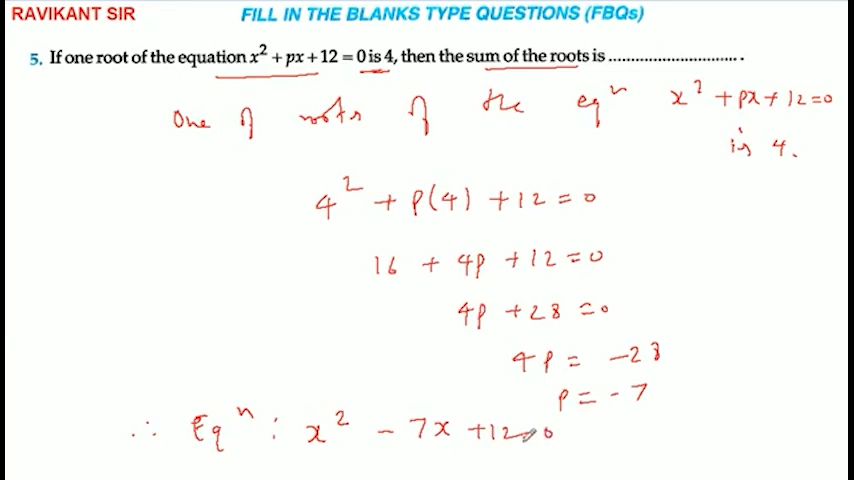 RAVIKANT SIR FILL IN THE BLANKS TYPE QUESTIONS (FBQs)
5. If one root of the equation x² + px + 12 = 0 is 4, then the sum of the roots is ............................... .
One of roots of the eqⁿ x² + px + 12 = 0
is 4.
4² + p(4) + 12 = 0
16 + 4p + 12 = 0
4p + 28 = 0
4p = -28
p = -7
∴ Eqⁿ : x² - 7x + 12 = 0